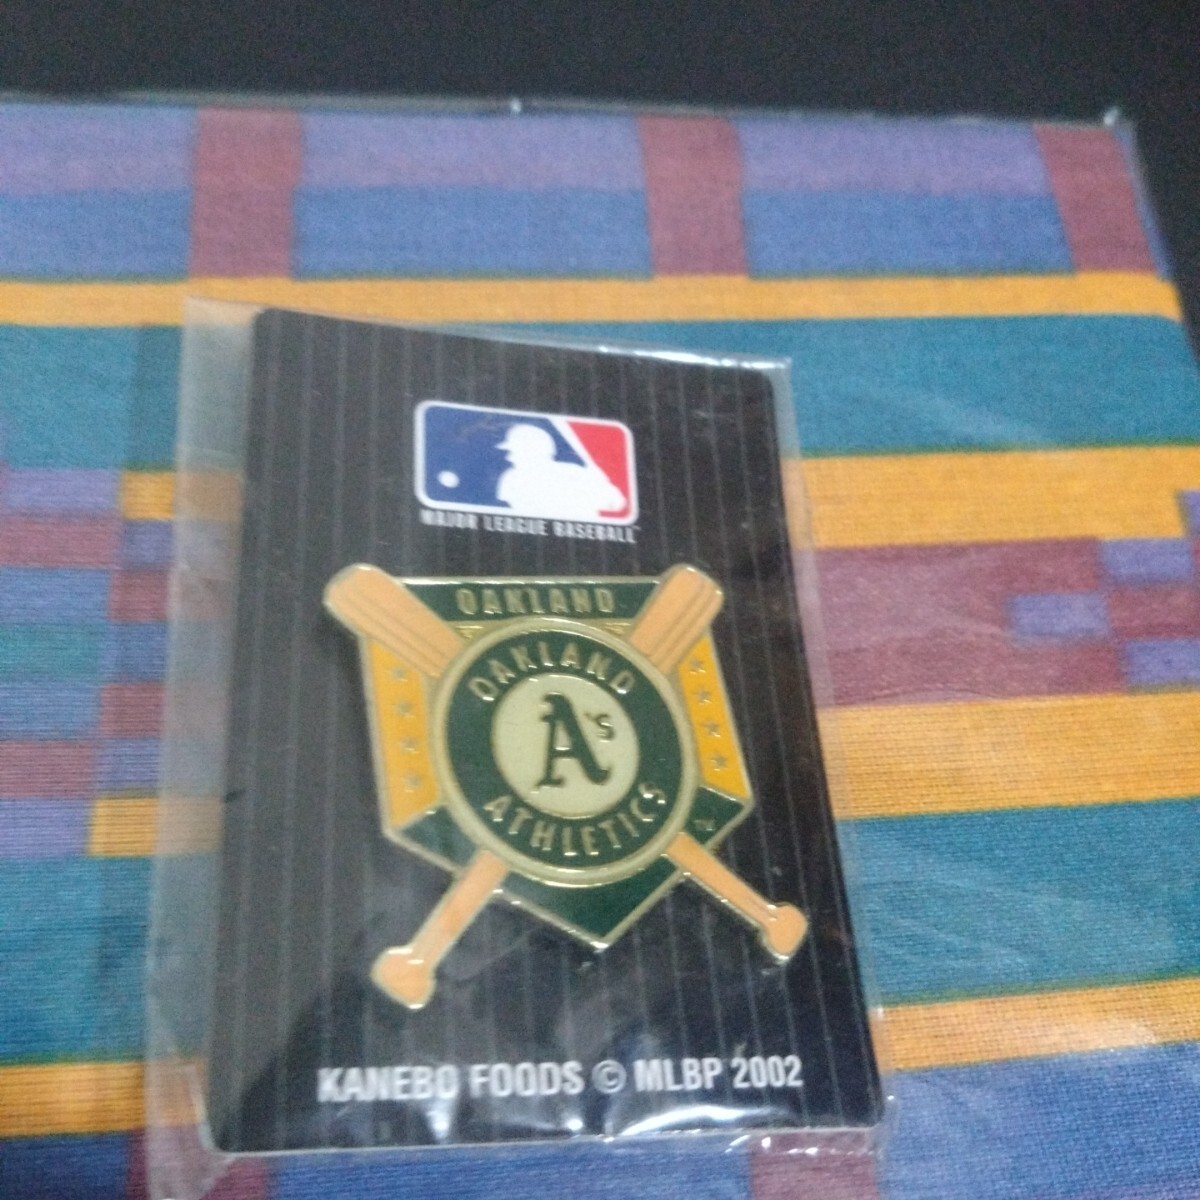 MAJOR LEAGUE BASEBALL
OAKLAND
OAKLAND
A's
ATHLETICS
KANEBO FOODS © MLBP 2002